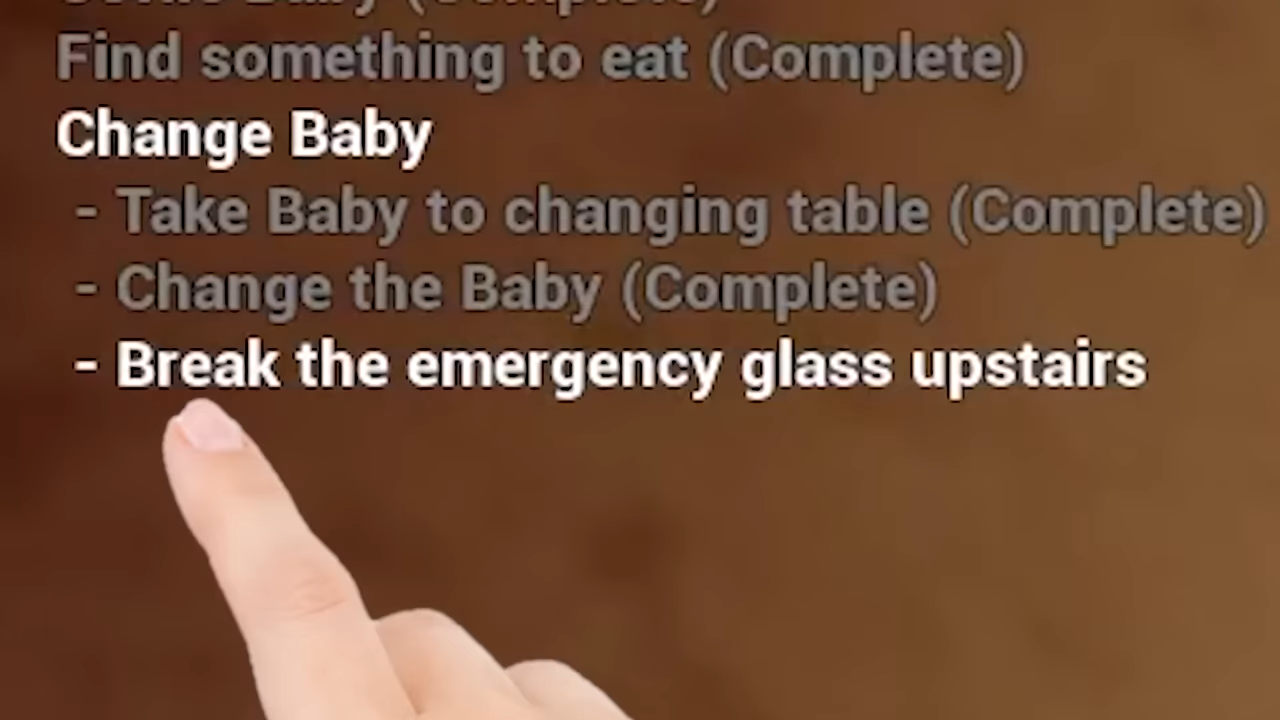 Find something to eat (Complete)
Change Baby
- Take Baby to changing table (Complete)
- Change the Baby (Complete)
- Break the emergency glass upstairs